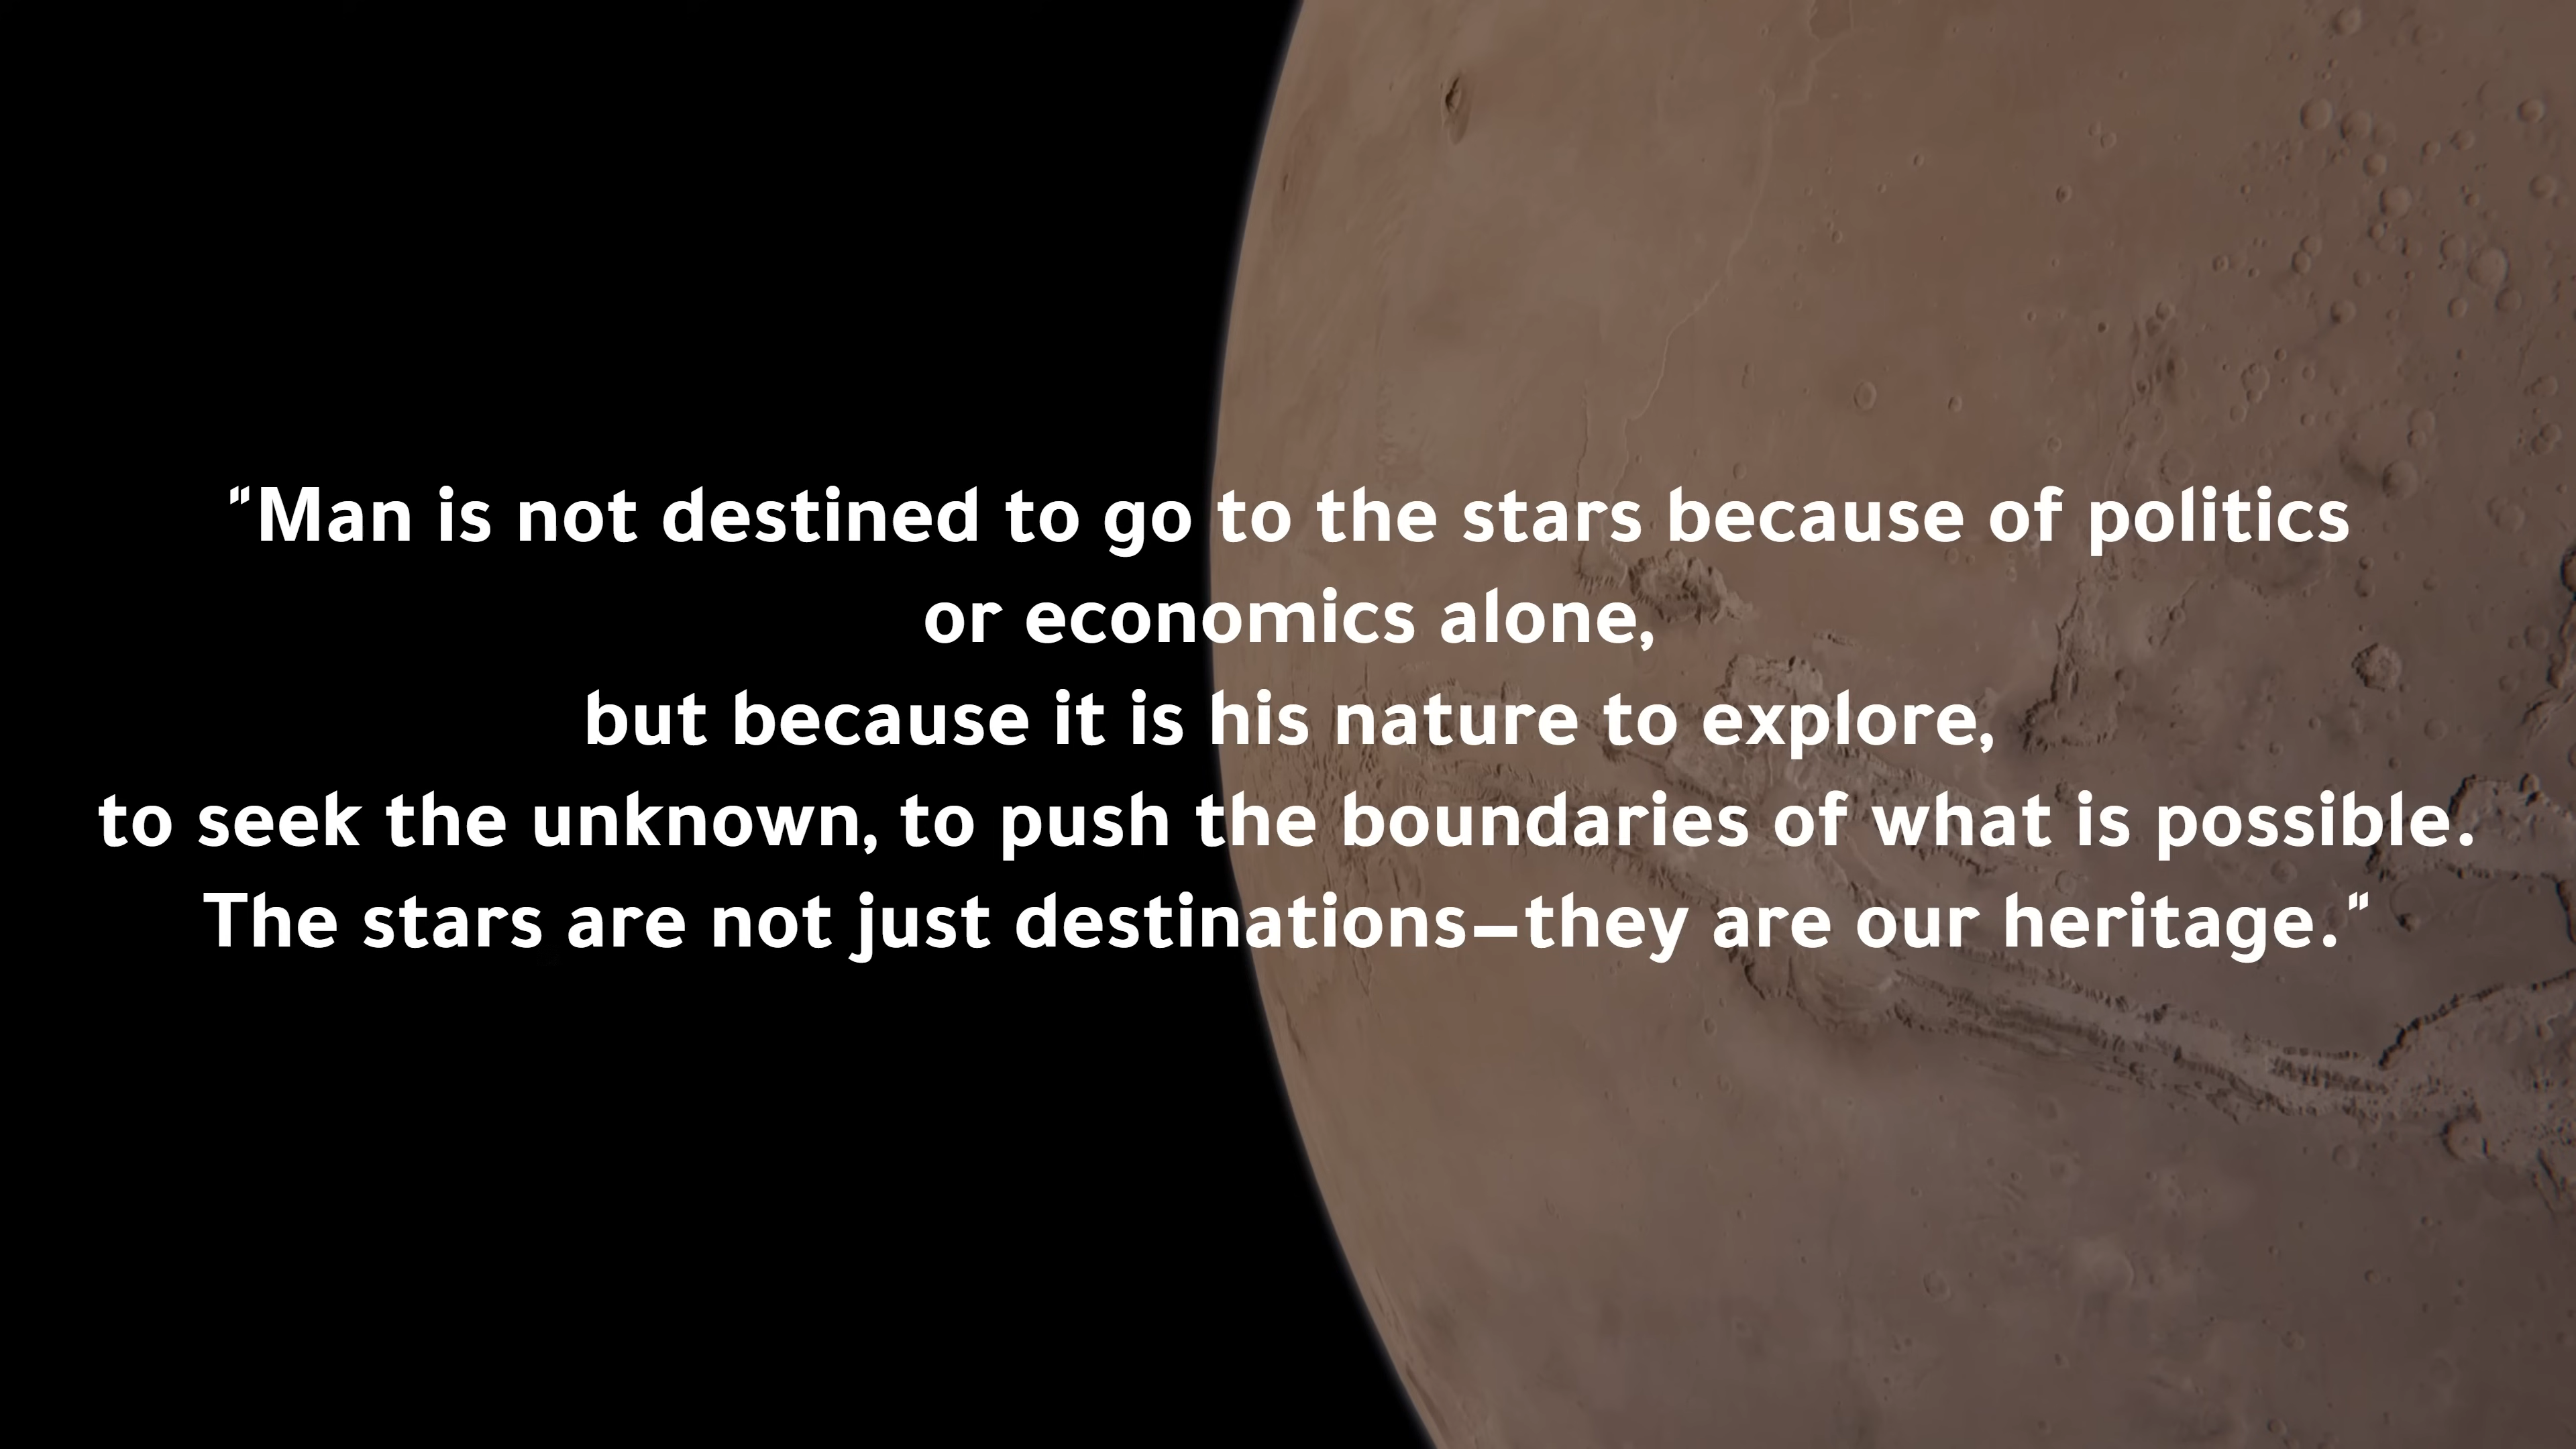 "Man is not destined to go to the stars because of politics
or economics alone,
but because it is his nature to explore,
to seek the unknown, to push the boundaries of what is possible.
The stars are not just destinations—they are our heritage."